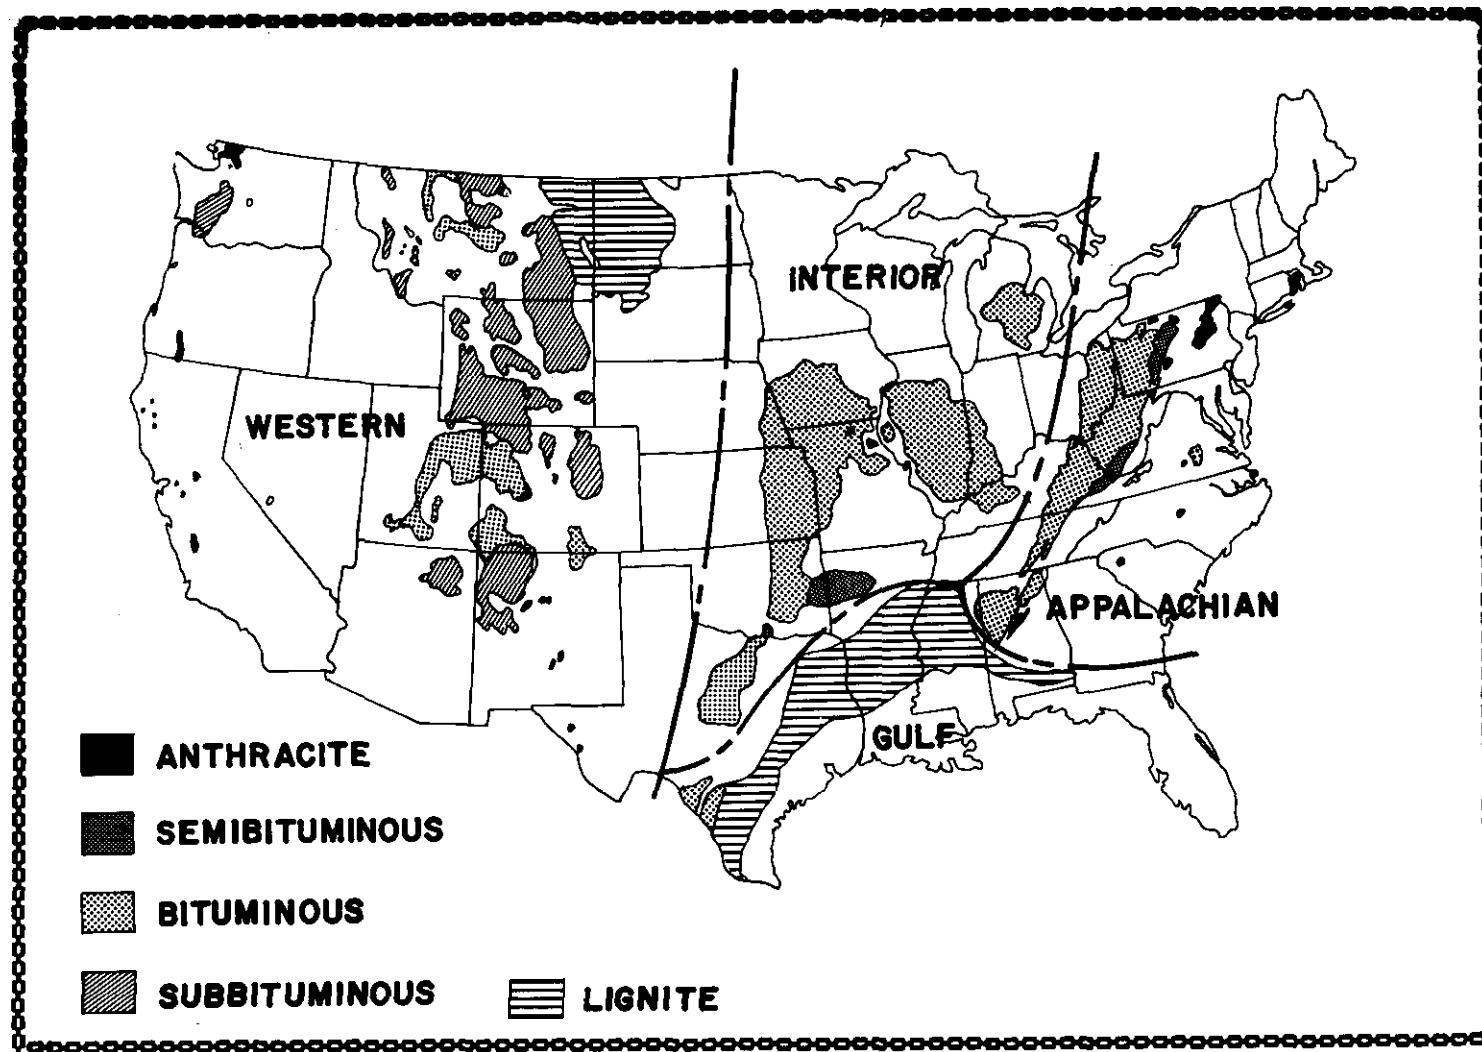 INTERIOR
WESTERN
APPALACHIAN
GULF
ANTHRACITE
SEMIBITUMINOUS
BITUMINOUS
SUBBITUMINOUS
LIGNITE